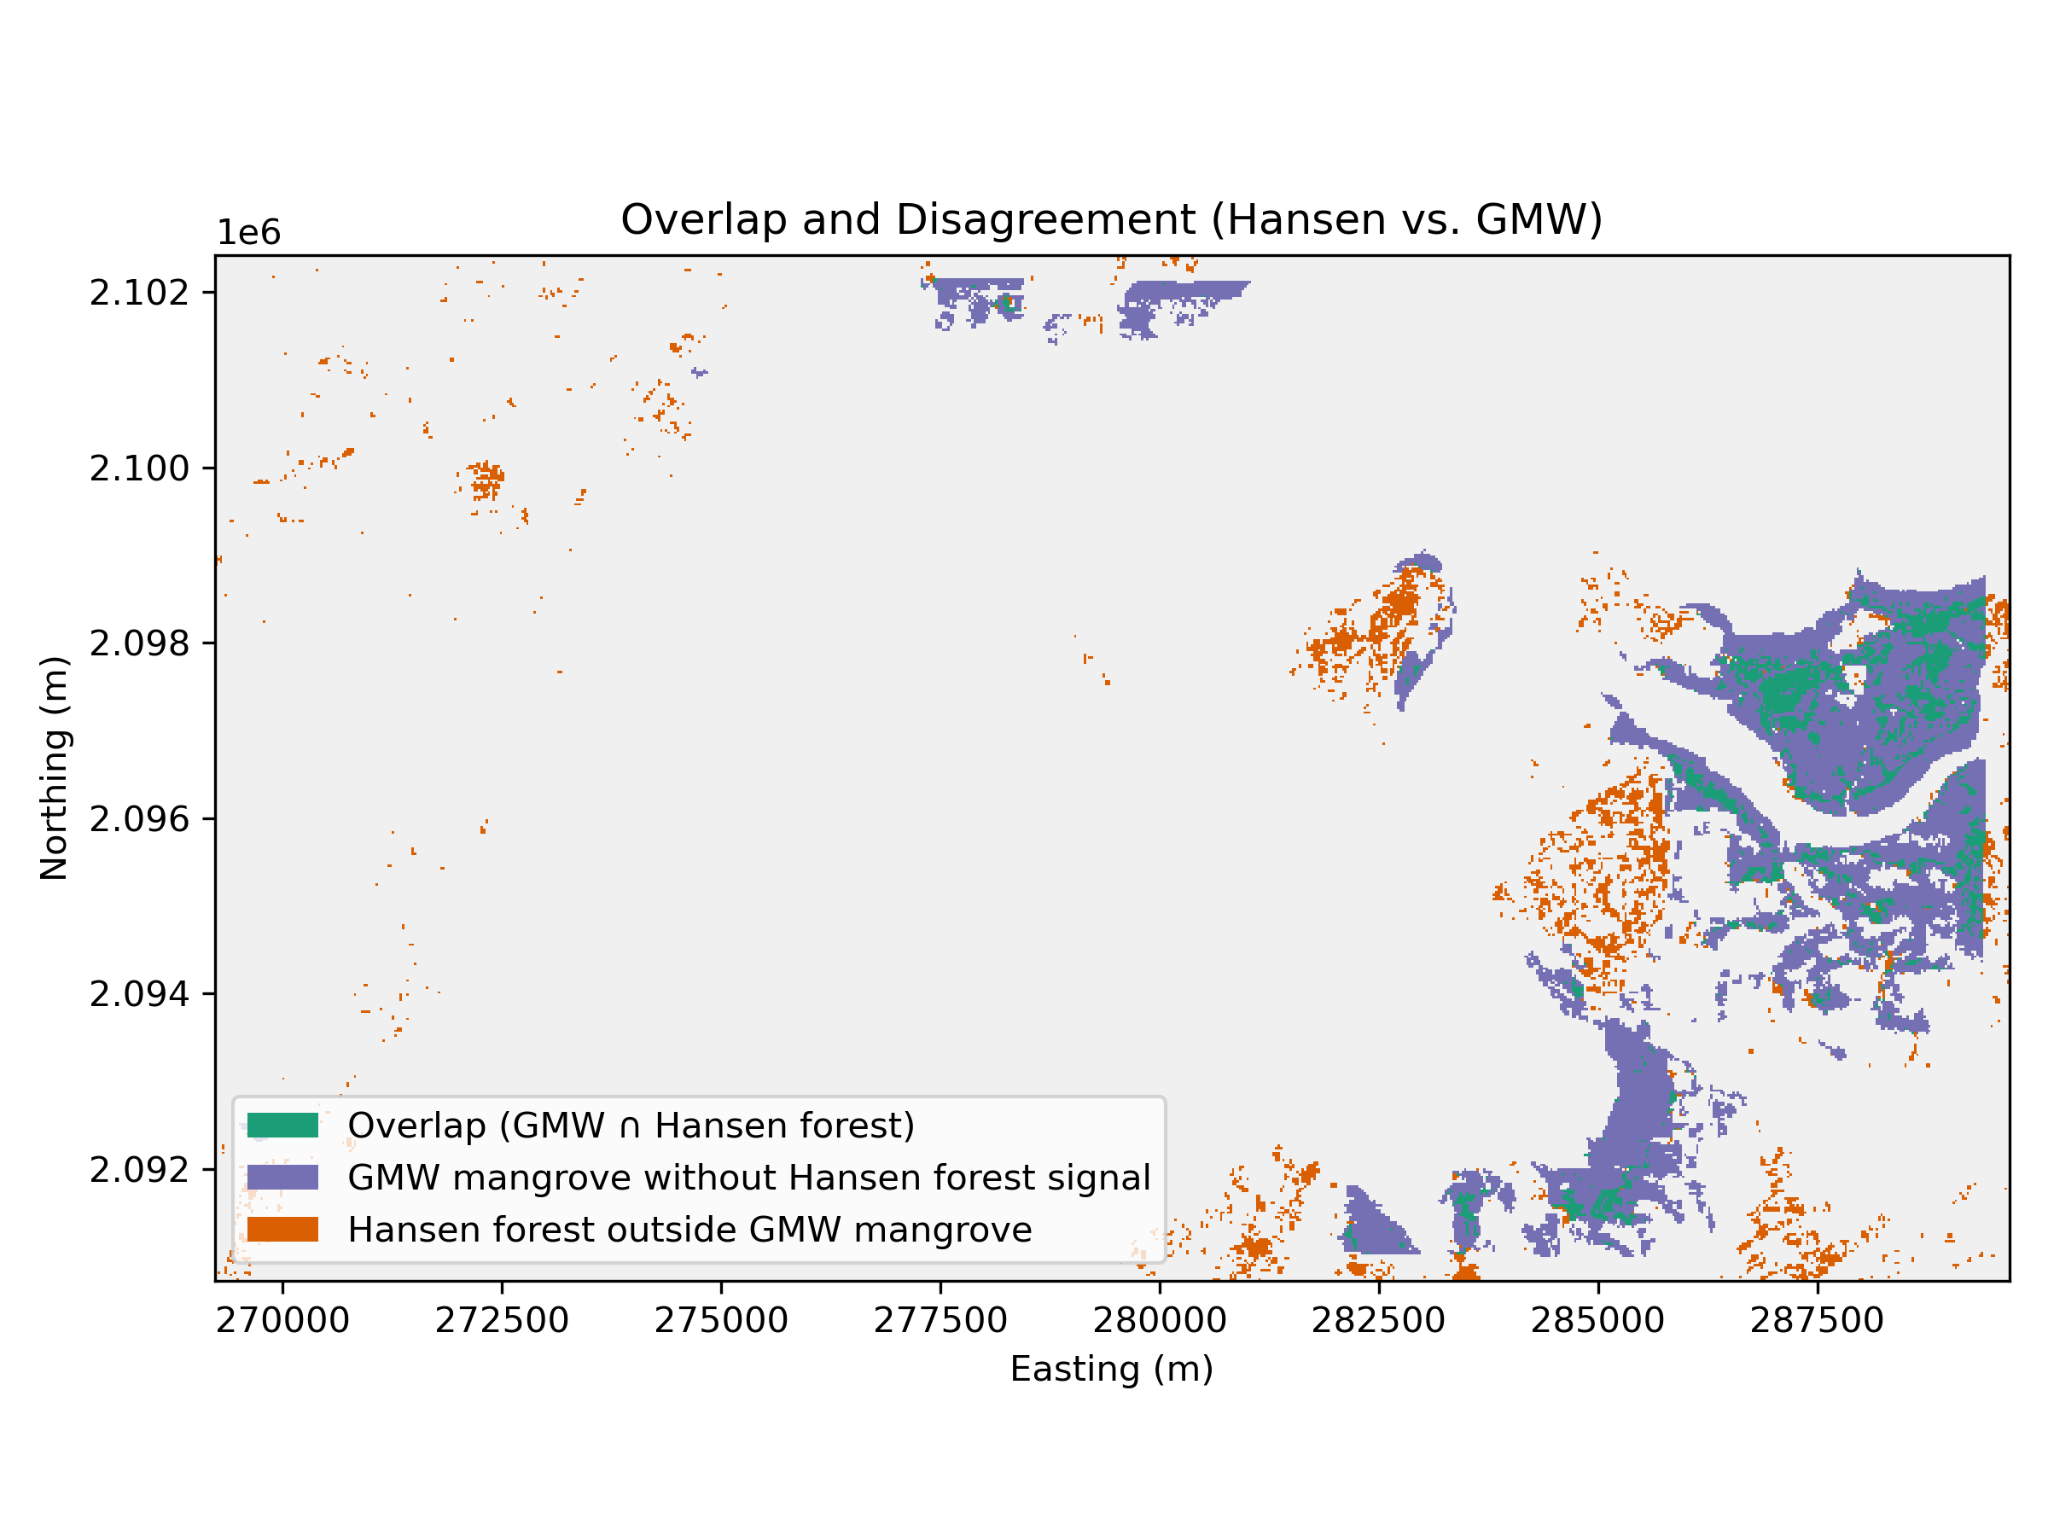 Overlap and Disagreement (Hansen vs. GMW)
1e6
2.102
2.100
2.098
2.096
2.094
2.092
Northing (m)
Overlap (GMW ∩ Hansen forest)
GMW mangrove without Hansen forest signal
Hansen forest outside GMW mangrove
270000 272500 275000 277500 280000 282500 285000 287500
Easting (m)